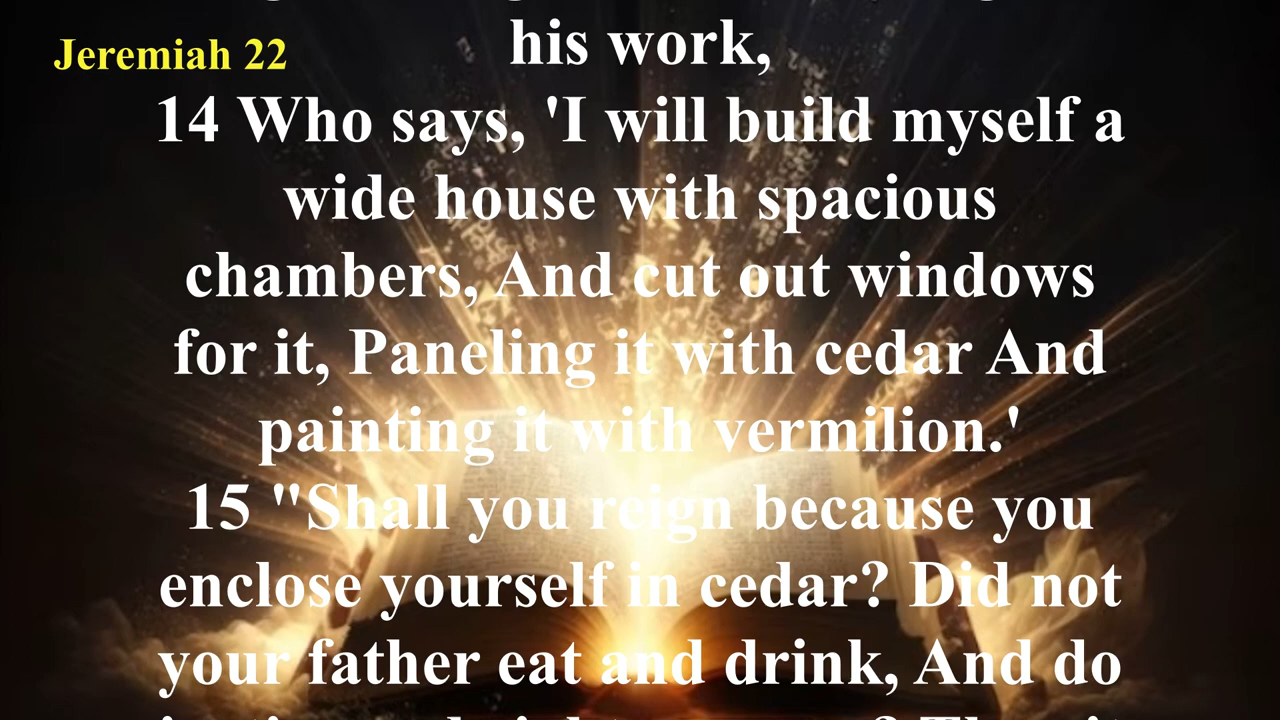 Jeremiah 22
his work,
14 Who says, 'I will build myself a
wide house with spacious
chambers, And cut out windows
for it, Paneling it with cedar And
painting it with vermilion.'
15 "Shall you reign because you
enclose yourself in cedar? Did not
your father eat and drink, And do